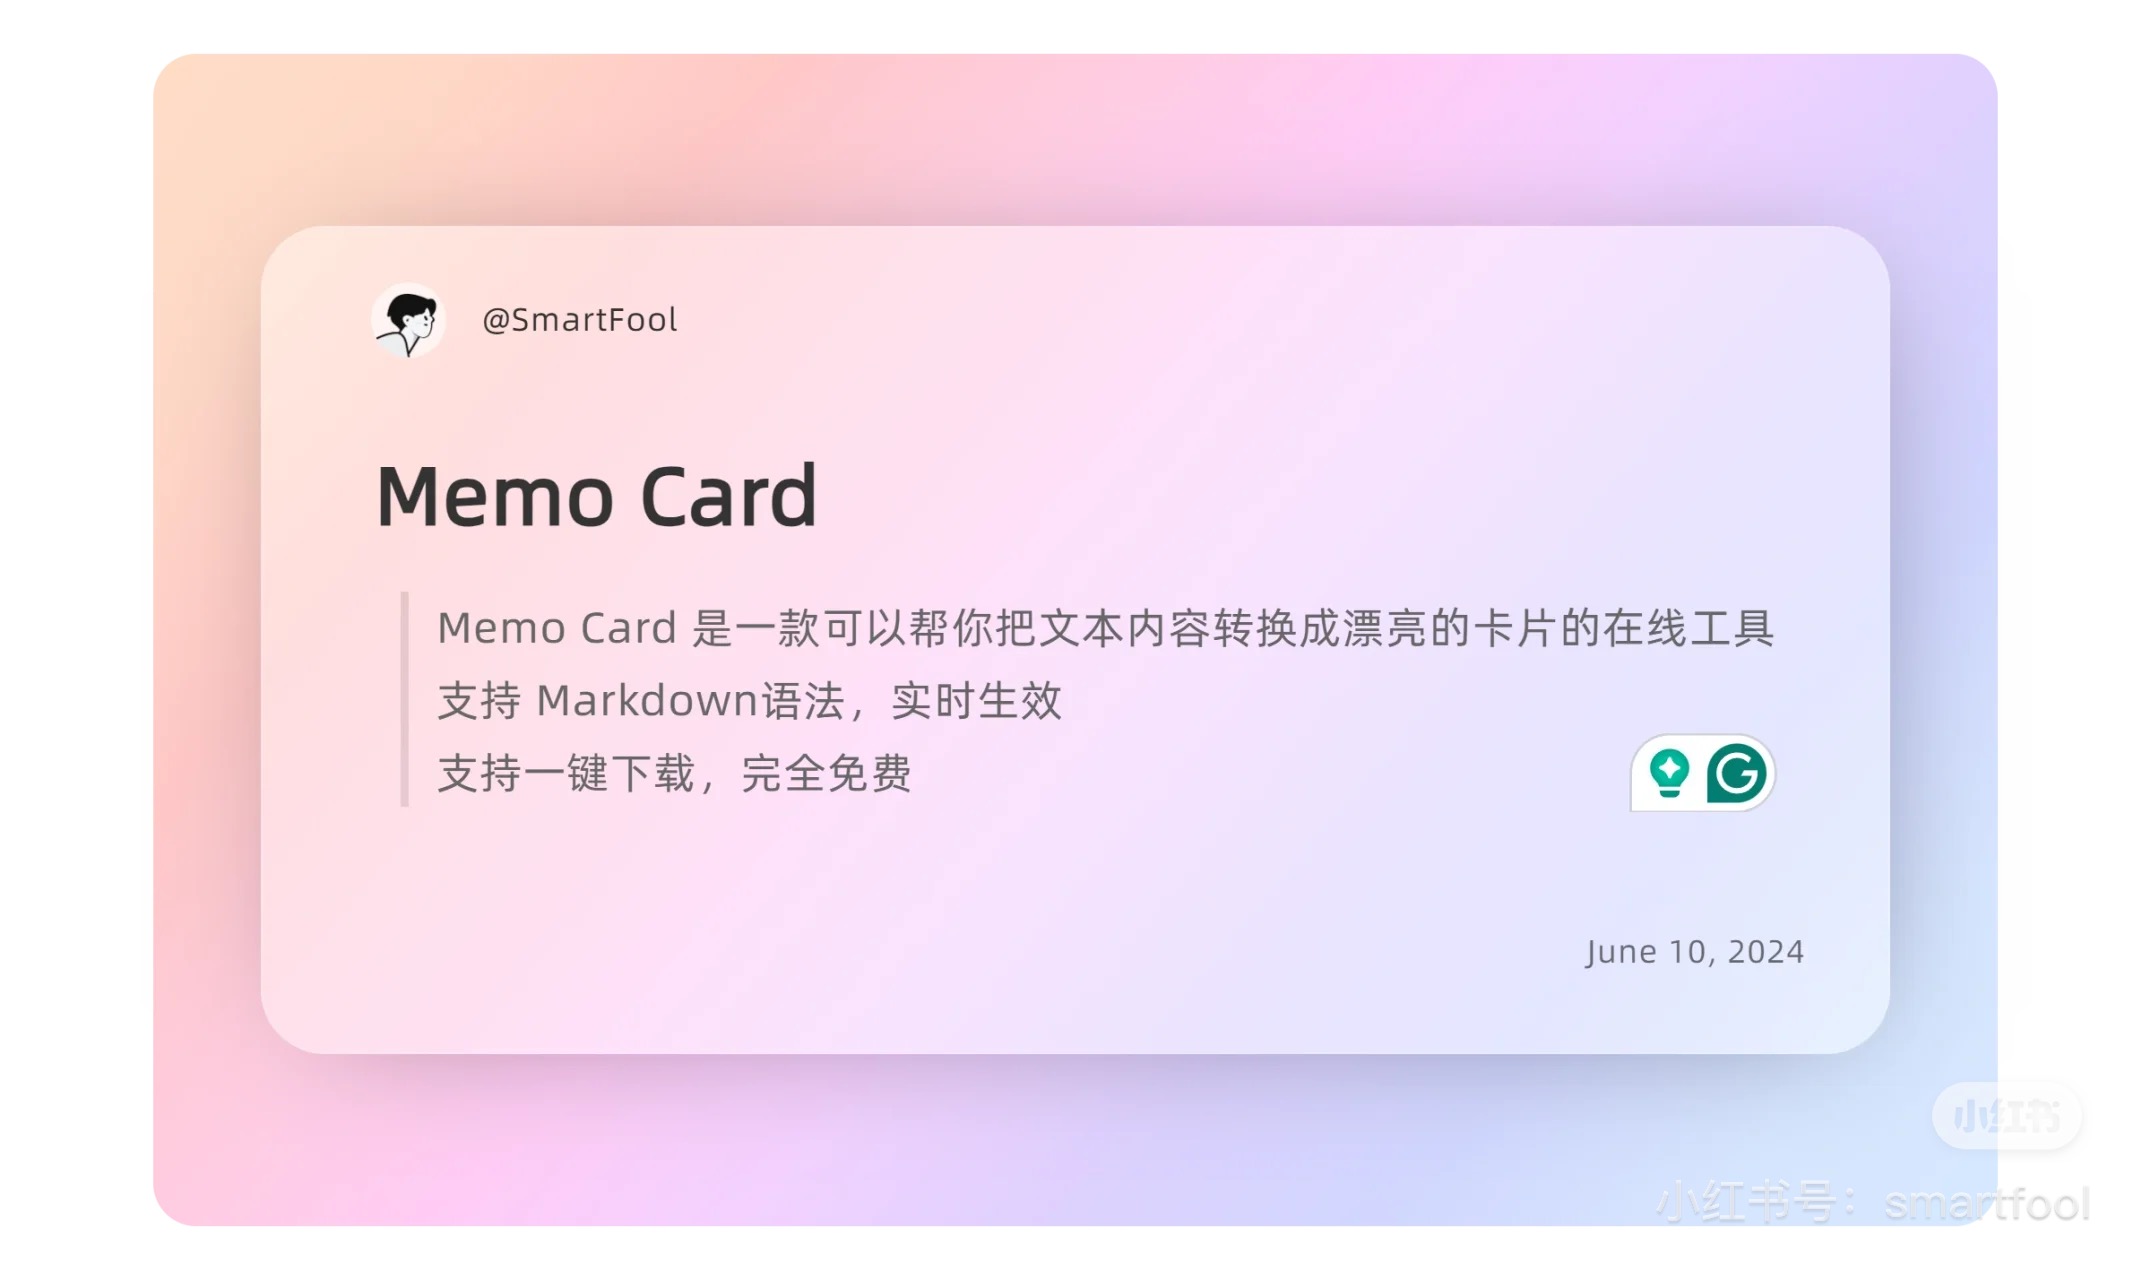 @SmartFool
Memo Card
Memo Card 是一款可以帮你把文本内容转换成漂亮的卡片的在线工具
支持 Markdown语法，实时生效
支持一键下载，完全免费
June 10, 2024
小红书
小红书号：smartfool